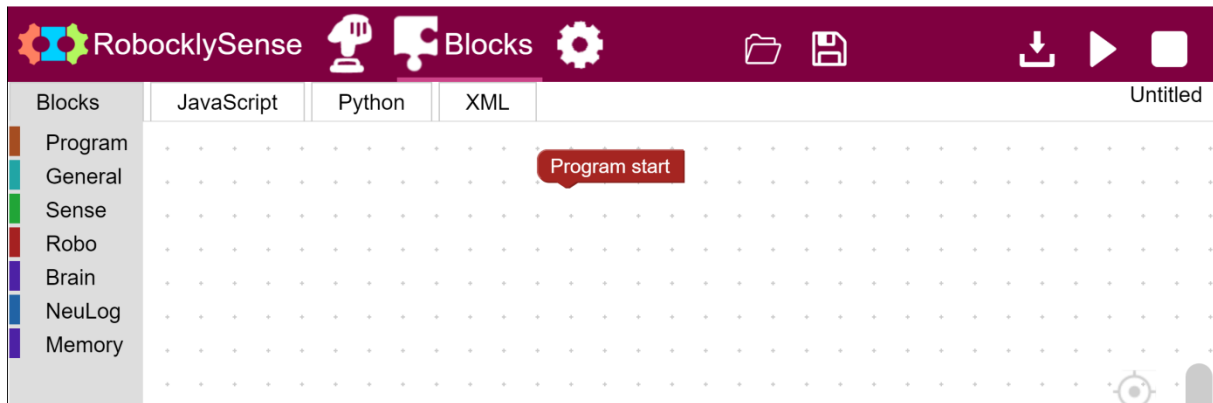 RobocklySense Blocks
Blocks JavaScript Python XML Untitled
Program
Program start
General
Sense
Robo
Brain
NeuLog
Memory